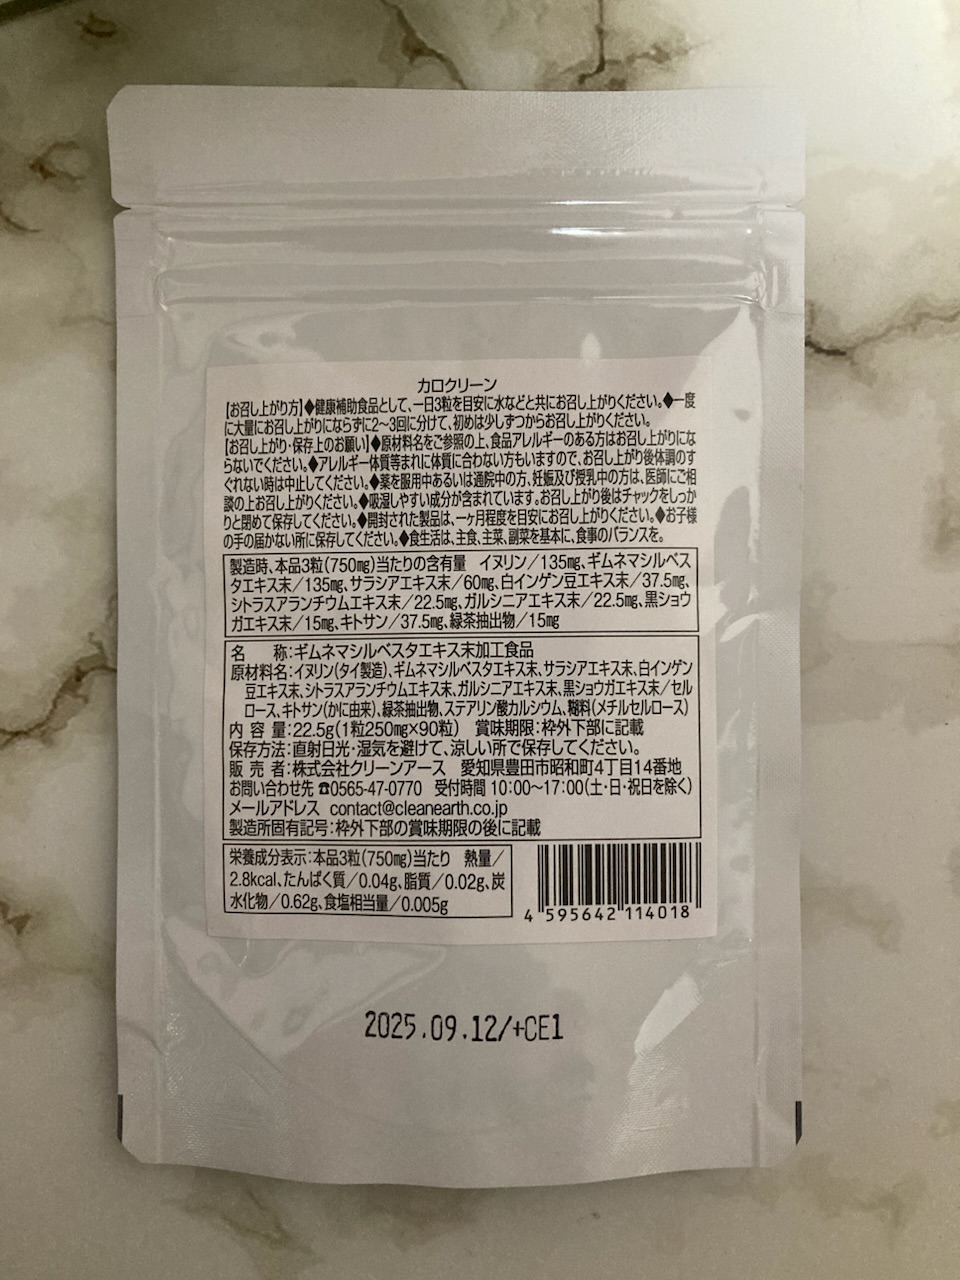 カロクリーン
【お召し上がり方】◆健康補助食品として、一日3粒を目安に水などと共にお召し上がりください。◆一度
に大量にお召し上がりにならずに2〜3回に分けて、初めは少しずつからお召し上がりください。
【お召し上がり・保存上のお願い】◆原材料名をご参照の上、食品アレルギーのある方はお召し上がりにな
らないでください。◆アレルギー体質等まれに体質に合わない方もいますので、お召し上がり後体調のす
ぐれない時は中止してください。◆薬を服用中あるいは通院中の方、妊娠及び授乳中の方は、医師にご相
談の上お召し上がりください。◆吸湿しやすい成分が含まれています。お召し上がり後はチャックをしっか
りと閉めて保存してください。◆開封された製品は、一ヶ月程度を目安にお召し上がりください。◆お子様
の手の届かない所に保存してください。◆食生活は、主食、主菜、副菜を基本に、食事のバランスを。
製造時、本品3粒(750mg)当たりの含有量 イヌリン/135mg、ギムネマシルベス
タエキス末/135mg、サラシアエキス末/60mg、白インゲン豆エキス末/37.5mg、
シトラスアランチウムエキス末/22.5mg、ガルシニアエキス末/22.5mg、黒ショウ
ガエキス末/15mg、キトサン/37.5mg、緑茶抽出物/15mg
名 称:ギムネマシルベスタエキス末加工食品
原材料名:イヌリン(タイ製造)、ギムネマシルベスタエキス末、サラシアエキス末、白インゲン
豆エキス末、シトラスアランチウムエキス末、ガルシニアエキス末、黒ショウガエキス末/セル
ロース、キトサン(かに由来)、緑茶抽出物、ステアリン酸カルシウム、糊料(メチルセルロース)
内 容 量:22.5g(1粒250mg×90粒) 賞味期限:枠外下部に記載
保存方法:直射日光・湿気を避けて、涼しい所で保存してください。
販 売 者:株式会社クリーンアース 愛知県豊田市昭和町4丁目14番地
お問い合わせ先 ☎0565-47-0770 受付時間 10:00〜17:00(土・日・祝日を除く)
メールアドレス contact@cleanearth.co.jp
製造所固有記号:枠外下部の賞味期限の後に記載
栄養成分表示:本品3粒(750mg)当たり 熱量/
2.8kcal、たんぱく質/0.04g、脂質/0.02g、炭
水化物/0.62g、食塩相当量/0.005g
4 595642 114018
2025.09.12/+CE1